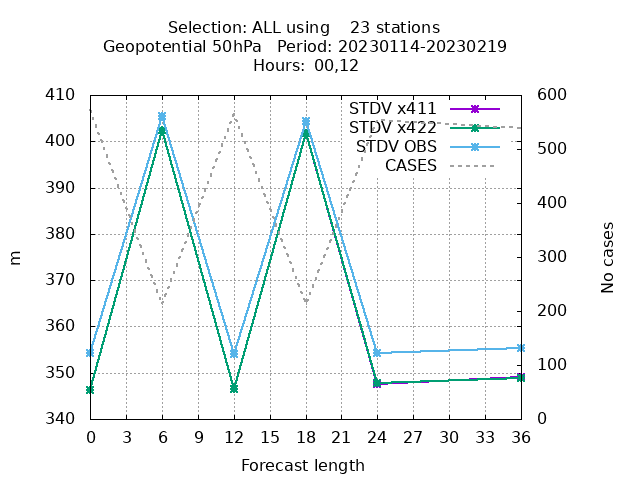 Selection: ALL using    23 stations
Geopotential 50hPa   Period: 20230114-20230219
Hours:  00,12
STDV x411
STDV x422
STDV OBS
CASES
410
400
390
380
370
360
350
340
600
500
400
300
200
100
0
m
No cases
0 3 6 9 12 15 18 21 24 27 30 33 36
Forecast length